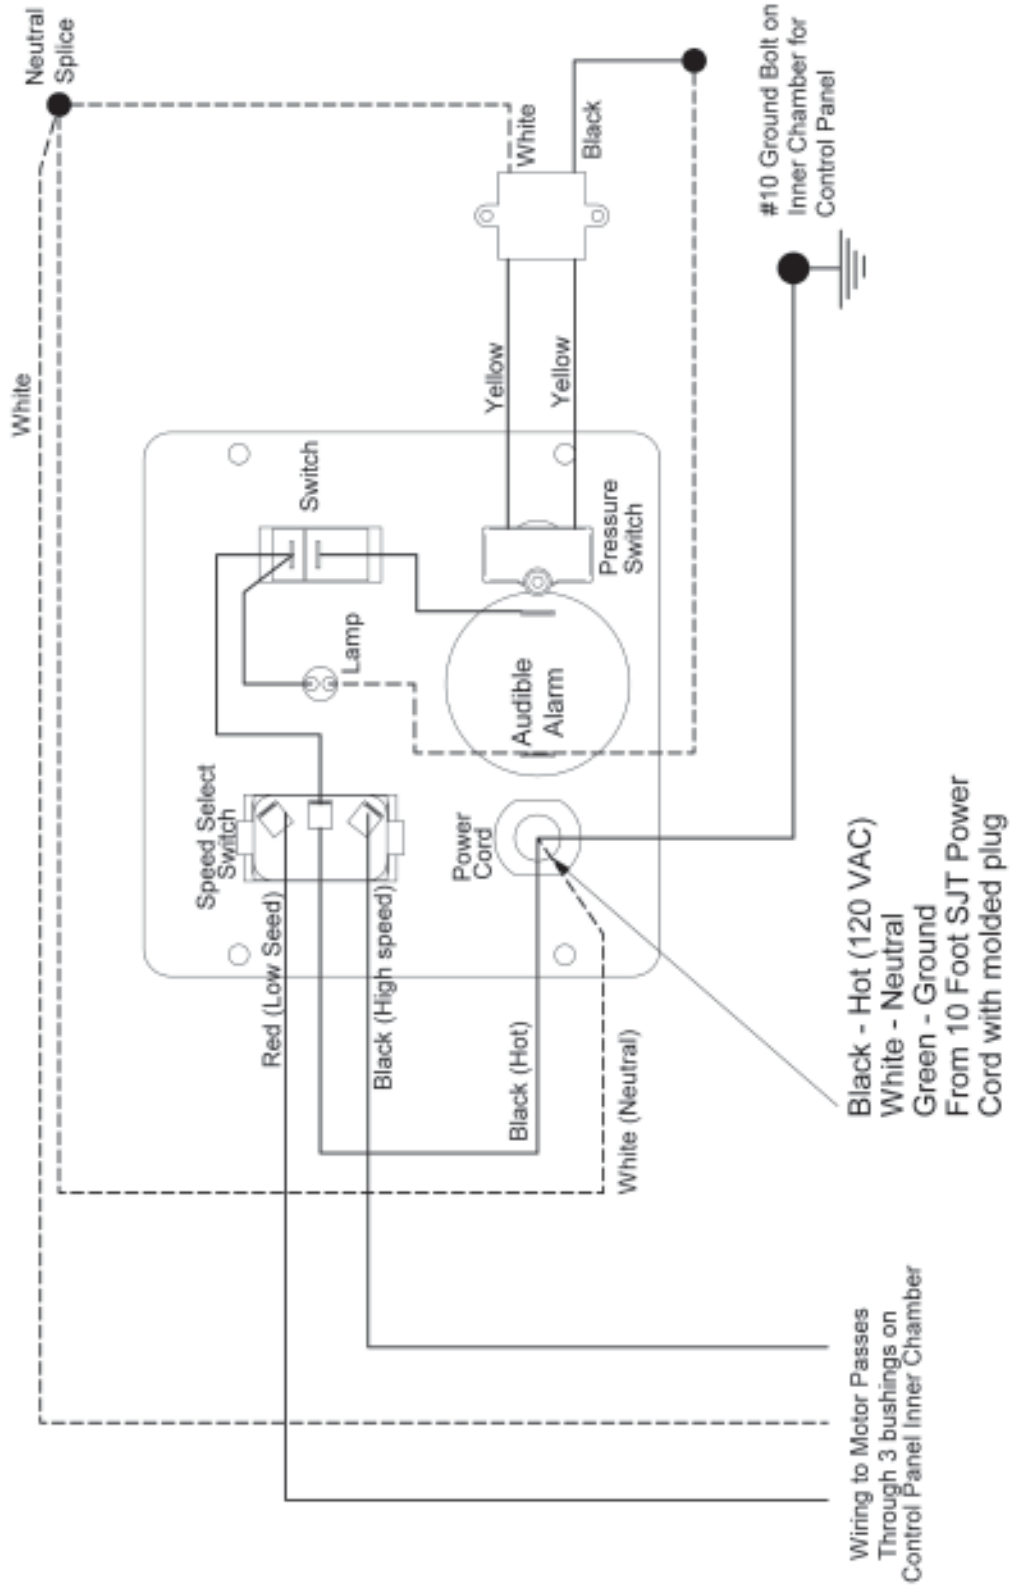 Neutral
Splice
White
White
Black
#10 Ground Bolt on
Inner Chamber for
Control Panel
Yellow
Yellow
Switch
Pressure
Switch
Lamp
Audible
Alarm
Speed Select
Switch
Power
Cord
Red (Low Seed)
Black (High speed)
Black (Hot)
White (Neutral)
Black - Hot (120 VAC)
White - Neutral
Green - Ground
From 10 Foot SJT Power
Cord with molded plug
Wiring to Motor Passes
Through 3 bushings on
Control Panel Inner Chamber